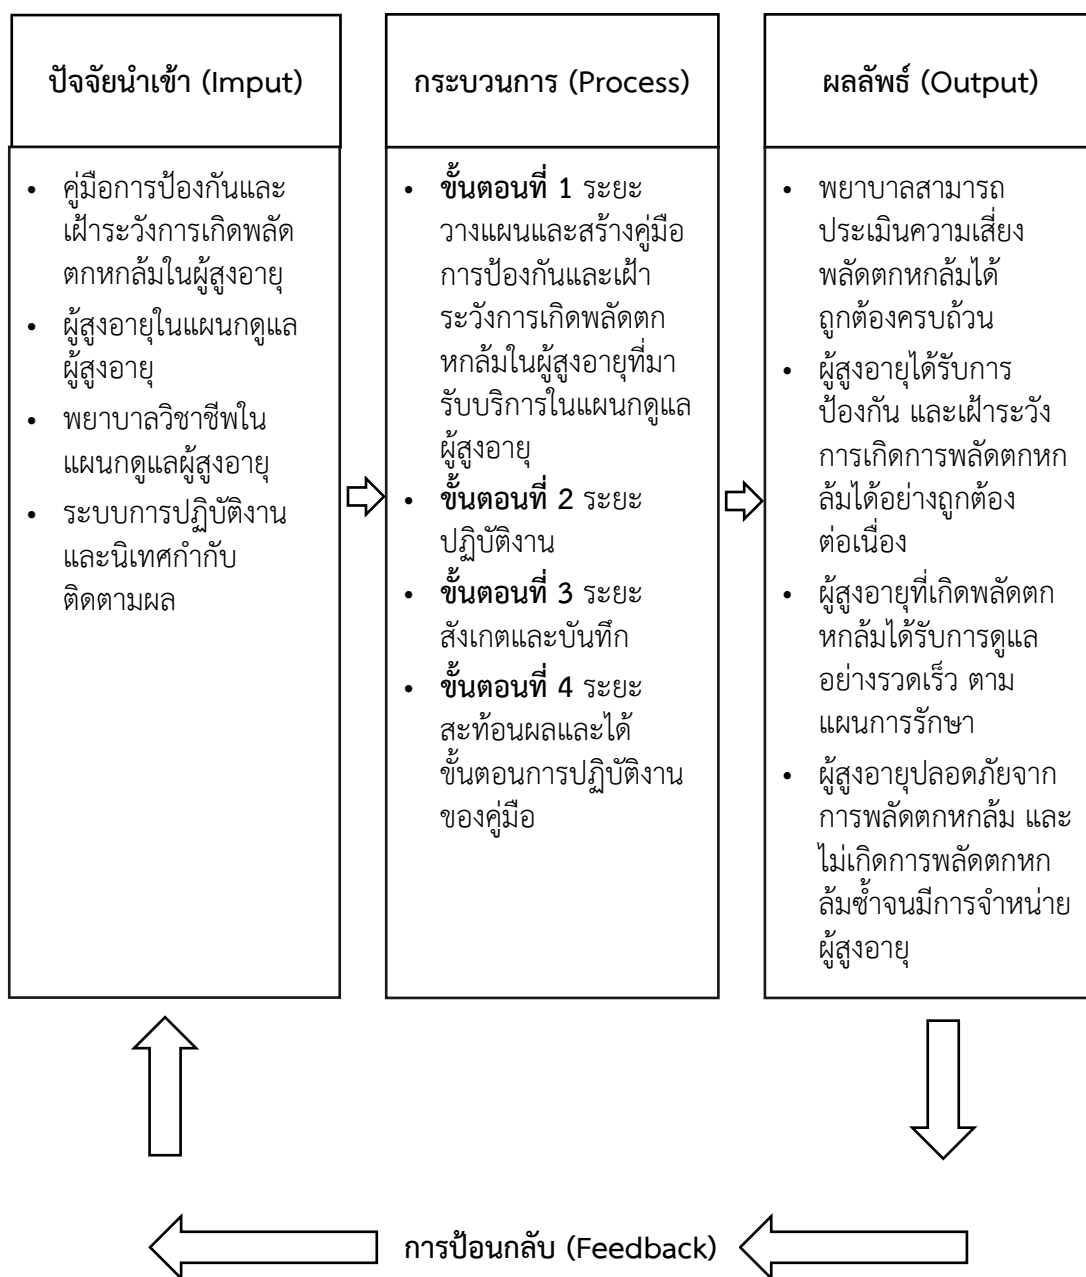 ปัจจัยนำเข้า (Imput)
• คู่มือการป้องกันและ
เฝ้าระวังการเกิดพลัด
ตกหกล้มในผู้สูงอายุ
• ผู้สูงอายุในแผนกดูแล
ผู้สูงอายุ
• พยาบาลวิชาชีพใน
แผนกดูแลผู้สูงอายุ
• ระบบการปฏิบัติงาน
และนิเทศกำกับ
ติดตามผล
กระบวนการ (Process)
• ขั้นตอนที่ 1 ระยะ
วางแผนและสร้างคู่มือ
การป้องกันและเฝ้า
ระวังการเกิดพลัดตก
หกล้มในผู้สูงอายุที่มา
รับบริการในแผนกดูแล
ผู้สูงอายุ
• ขั้นตอนที่ 2 ระยะ
ปฏิบัติงาน
• ขั้นตอนที่ 3 ระยะ
สังเกตและบันทึก
• ขั้นตอนที่ 4 ระยะ
สะท้อนผลและได้
ขั้นตอนการปฏิบัติงาน
ของคู่มือ
ผลลัพธ์ (Output)
• พยาบาลสามารถ
ประเมินความเสี่ยง
พลัดตกหกล้มได้
ถูกต้องครบถ้วน
• ผู้สูงอายุได้รับการ
ป้องกัน และเฝ้าระวัง
การเกิดการพลัดตกหก
ล้มได้อย่างถูกต้อง
ต่อเนื่อง
• ผู้สูงอายุที่เกิดพลัดตก
หกล้มได้รับการดูแล
อย่างรวดเร็ว ตาม
แผนการรักษา
• ผู้สูงอายุปลอดภัยจาก
การพลัดตกหกล้ม และ
ไม่เกิดการพลัดตกหก
ล้มซ้ำจนมีการจำหน่าย
ผู้สูงอายุ
การป้อนกลับ (Feedback)